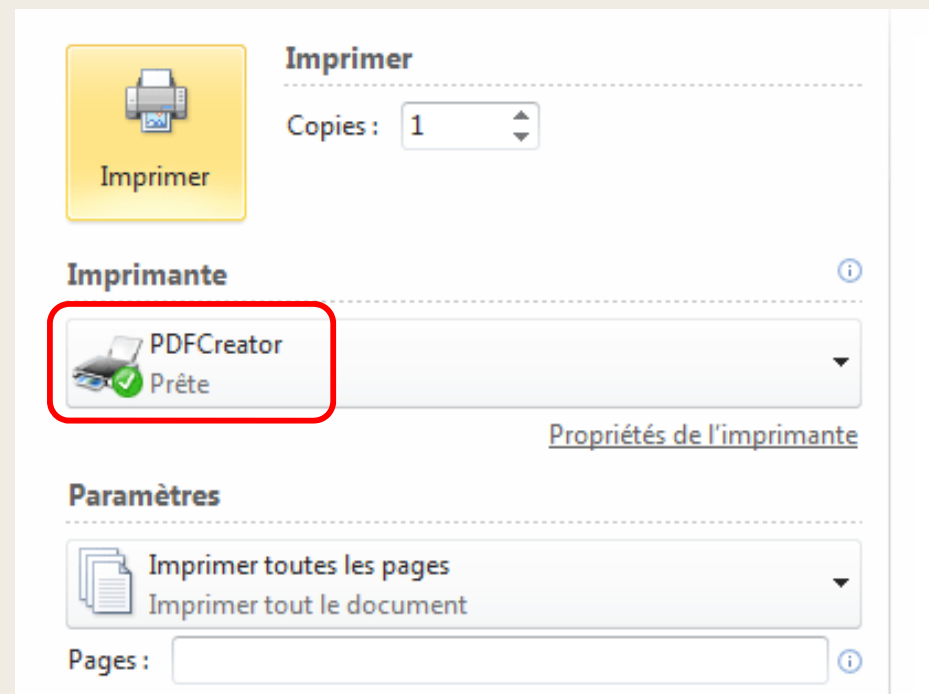 Imprimer
Copies : 1
Imprimer
Imprimante
PDFCreator
Prête
Propriétés de l'imprimante
Paramètres
Imprimer toutes les pages
Imprimer tout le document
Pages :